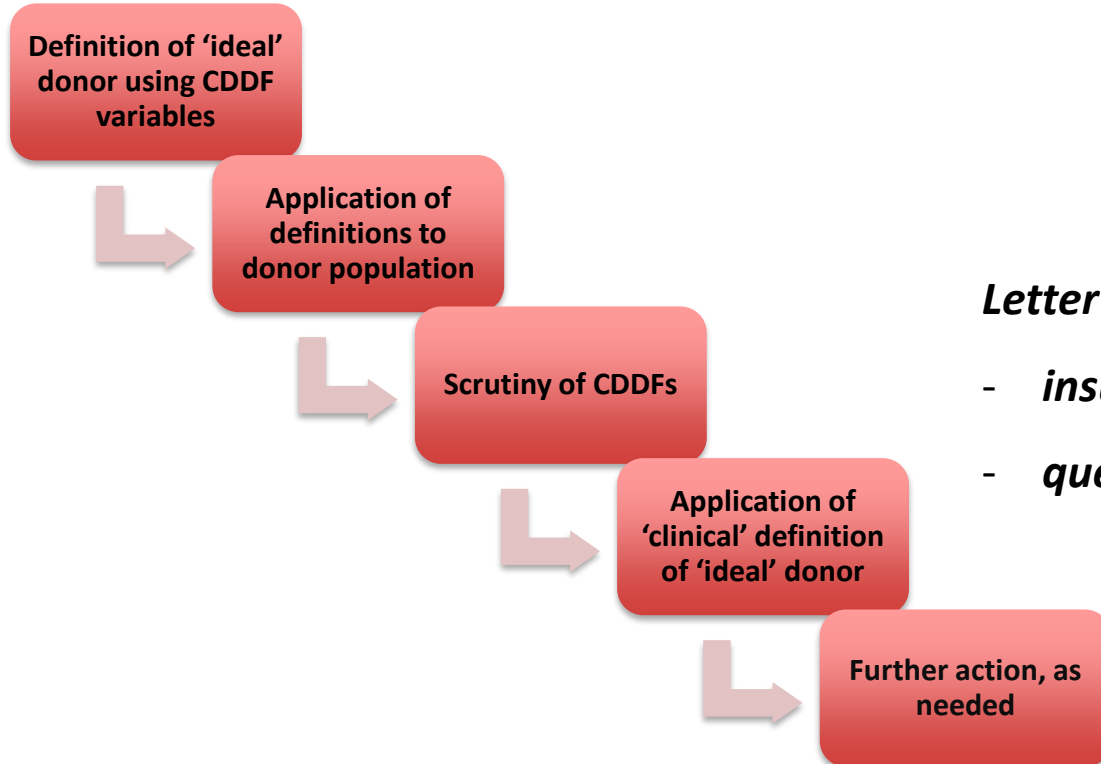 Definition of ‘ideal’
donor using CDDF
variables
Application of
definitions to
donor population
Scrutiny of CDDFs
Application of
‘clinical’ definition
of ‘ideal’ donor
Further action, as
needed
Letter
-
-